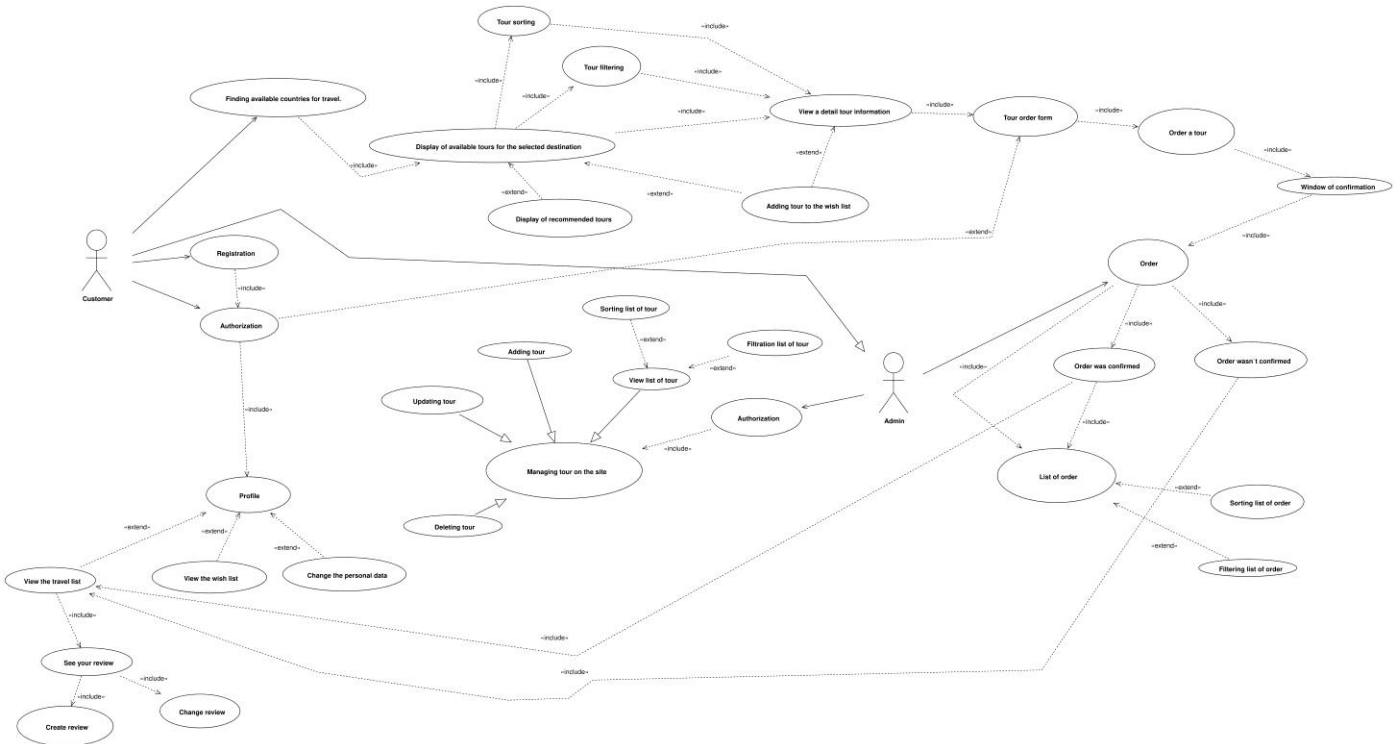 Tour sorting
«include»
«include»
Tour filtering
«include»
«include»
Finding available countries for travel.
View a detail tour information
«include»
Tour order form
«include»
Order a tour
«include»
Display of available tours for the selected destination
«include»
«extend»
«include»
Window of confirmation
«extend»
«extend»
Adding tour to the wish list
Display of recommended tours
«extend»
«include»
Registration
Order
«include»
Customer
Authorization
Sorting list of tour
«include»
«include»
«extend»
Adding tour
Filtration list of tour
«extend»
Order was confirmed
Order wasn`t confirmed
«include»
View list of tour
Updating tour
«include»
Authorization
Admin
«include»
«include»
Managing tour on the site
List of order
Profile
«extend»
Sorting list of order
Deleting tour
«extend»
«extend»
«extend»
«extend»
Filtering list of order
View the travel list
View the wish list
Change the personal data
«include»
«include»
See your review
«include»
«include»
«include»
Change review
Create review